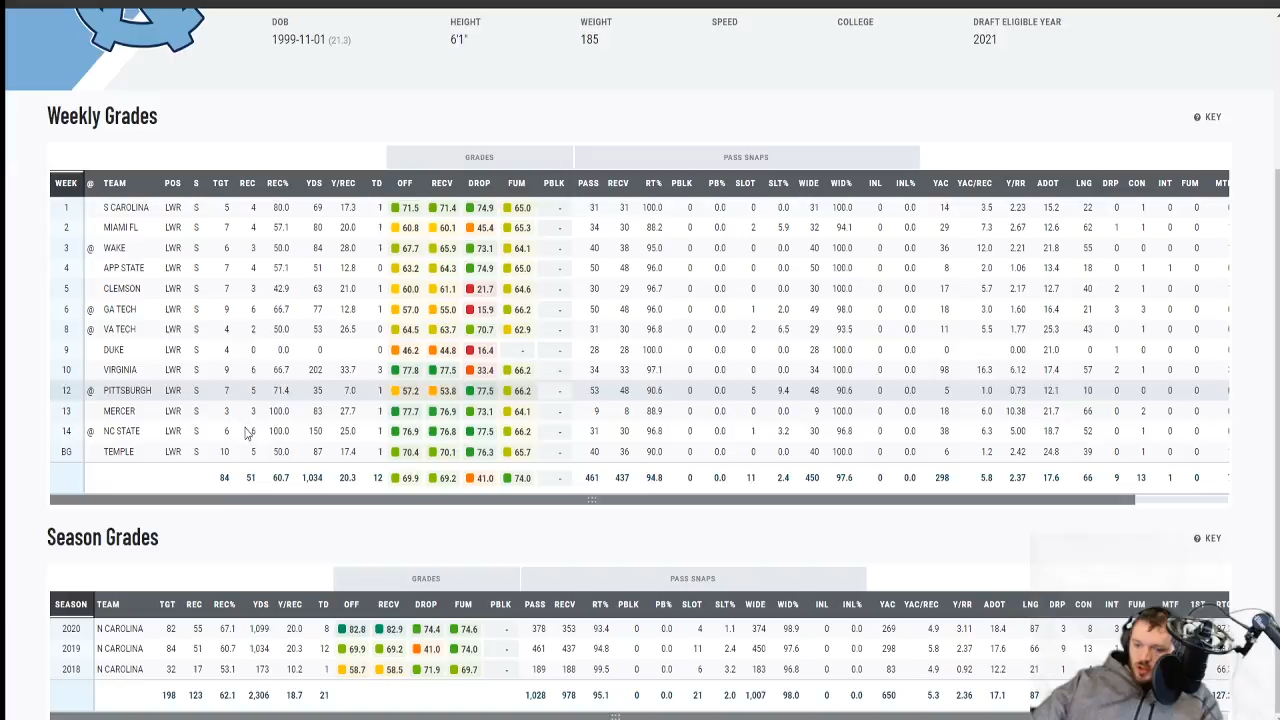 DOB HEIGHT WEIGHT SPEED COLLEGE DRAFT ELIGIBLE YEAR
1999-11-01 (21.3) 6'1" 185 2021
Weekly Grades KEY
GRADES PASS SNAPS
WEEK @ TEAM POS S TGT REC REC% YDS Y/REC TD OFF RECV DROP FUM PBLK PASS RECV RT% PBLK PB% SLOT SLT% WIDE WID% INL INL% YAC YAC/REC Y/RR ADOT LNG DRP CON INT FUM
1 S CAROLINA LWR S 5 4 80.0 69 17.3 1 71.5 71.4 74.9 65.0 - 31 31 100.0 0 0.0 0 0.0 31 100.0 0 0.0 14 3.5 2.23 15.2 22 0 1 0 0
2 MIAMI FL LWR S 7 4 57.1 80 20.0 1 60.8 60.1 45.4 65.3 - 34 30 88.2 0 0.0 2 5.9 32 94.1 0 0.0 29 7.3 2.67 12.6 62 1 1 0 0
3 @ WAKE LWR S 6 3 50.0 84 28.0 1 67.7 65.9 73.1 64.1 - 40 38 95.0 0 0.0 0 0.0 40 100.0 0 0.0 36 12.0 2.21 21.8 55 0 1 0 0
4 APP STATE LWR S 7 4 57.1 51 12.8 0 63.2 64.3 74.9 65.0 - 50 48 96.0 0 0.0 0 0.0 50 100.0 0 0.0 8 2.0 1.06 13.4 18 0 1 1 0
5 CLEMSON LWR S 7 3 42.9 63 21.0 1 60.0 61.1 21.7 64.6 - 30 29 96.7 0 0.0 0 0.0 30 100.0 0 0.0 17 5.7 2.17 12.7 40 2 1 0 0
6 @ GA TECH LWR S 9 6 66.7 77 12.8 1 57.0 55.0 15.9 66.2 - 50 48 96.0 0 0.0 1 2.0 49 98.0 0 0.0 18 3.0 1.60 16.4 21 3 3 0 0
8 @ VA TECH LWR S 4 2 50.0 53 26.5 1 64.5 63.7 70.7 62.9 - 31 30 96.8 0 0.0 2 6.5 29 93.5 0 0.0 11 5.5 1.77 25.3 43 0 1 0 0
9 DUKE LWR S 4 0 0.0 0 0 46.2 44.8 16.4 - - 28 28 100.0 0 0.0 0 0.0 28 100.0 0 0.0 0 0.00 21.0 0 1 0 0 0
10 VIRGINIA LWR S 9 6 66.7 202 33.7 3 77.8 77.5 33.4 66.2 - 34 33 97.1 0 0.0 0 0.0 34 100.0 0 0.0 98 16.3 6.12 17.4 57 2 1 0 0
12 @ PITTSBURGH LWR S 7 5 71.4 35 7.0 1 57.2 53.8 77.5 66.2 - 53 48 90.6 0 0.0 5 9.4 48 90.6 0 0.0 5 1.0 0.73 12.1 10 0 0 0 0
13 MERCER LWR S 3 3 100.0 83 27.7 1 77.7 76.9 73.1 64.1 - 9 8 88.9 0 0.0 0 0.0 9 100.0 0 0.0 18 6.0 10.38 21.7 66 0 2 0 0
14 @ NC STATE LWR S 6 6 100.0 150 25.0 1 76.9 76.8 77.5 66.2 - 31 30 96.8 0 0.0 1 3.2 30 96.8 0 0.0 38 6.3 5.00 18.7 52 0 1 0 0
BG TEMPLE LWR S 10 5 50.0 87 17.4 1 70.4 70.1 76.3 65.7 - 40 36 90.0 0 0.0 0 0.0 40 100.0 0 0.0 6 1.2 2.42 24.8 39 0 1 0 0
84 51 60.7 1,034 20.3 12 69.9 69.2 41.0 74.0 461 437 94.8 0 0.0 11 2.4 450 97.6 0 0.0 298 5.8 2.37 17.6 66 9 13 1 0
Season Grades KEY
GRADES PASS SNAPS
SEASON TEAM TGT REC REC% YDS Y/REC TD OFF RECV DROP FUM PBLK PASS RECV RT% PBLK PB% SLOT SLT% WIDE WID% INL INL% YAC YAC/REC Y/RR ADOT LNG DRP CON INT FUM MTF 1ST
2020 N CAROLINA 82 55 67.1 1,099 20.0 8 82.8 82.9 74.4 74.6 - 378 353 93.4 0 0.0 4 1.1 374 98.9 0 0.0 269 4.9 3.11 18.4 87 3 8
2019 N CAROLINA 84 51 60.7 1,034 20.3 12 69.9 69.2 41.0 74.0 - 461 437 94.8 0 0.0 11 2.4 450 97.6 0 0.0 298 5.8 2.37 17.6 66 9
2018 N CAROLINA 32 17 53.1 173 10.2 1 58.7 58.5 71.9 69.7 - 189 188 99.5 0 0.0 6 3.2 183 96.8 0 0.0 83 4.9 0.92 12.2 21 1
198 123 62.1 2,306 18.7 21 1,028 978 95.1 0 0.0 21 2.0 1,007 98.0 0 0.0 650 5.3 2.36 17.1 87